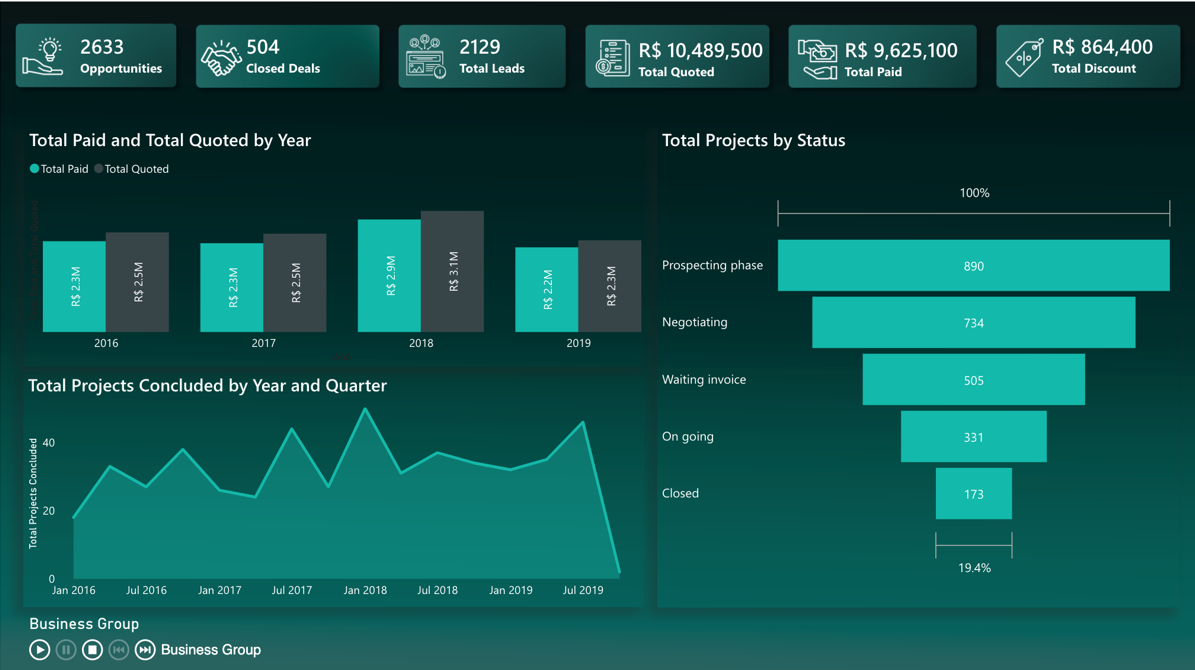 2633
Opportunities
504
Closed Deals
2129
Total Leads
R$ 10,489,500
Total Quoted
R$ 9,625,100
Total Paid
R$ 864,400
Total Discount
Total Paid and Total Quoted by Year
Total Paid Total Quoted
R$ 2.3M
R$ 2.5M
R$ 2.3M
R$ 2.5M
R$ 2.9M
R$ 3.1M
R$ 2.2M
R$ 2.3M
2016 2017 2018 2019
Total Projects Concluded by Year and Quarter
Total Projects Concluded
40
20
0
Jan 2016 Jul 2016 Jan 2017 Jul 2017 Jan 2018 Jul 2018 Jan 2019 Jul 2019
Total Projects by Status
100%
Prospecting phase 890
Negotiating 734
Waiting invoice 505
On going 331
Closed 173
19.4%
Business Group
Business Group